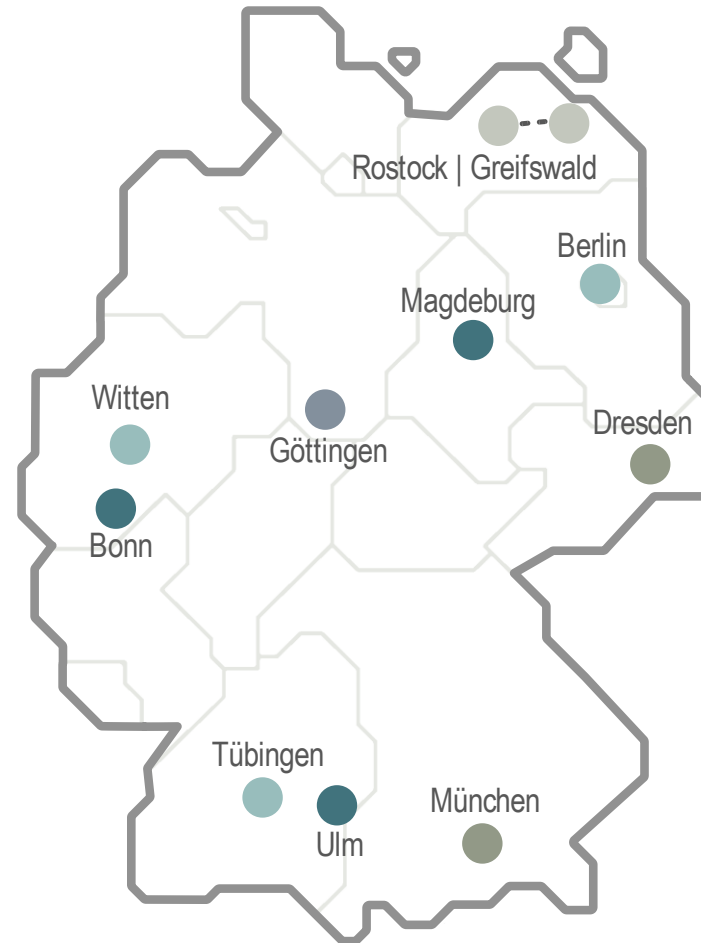 Rostock | Greifswald
Berlin
Magdeburg
Witten
Göttingen
Dresden
Bonn
Tübingen
München
Ulm